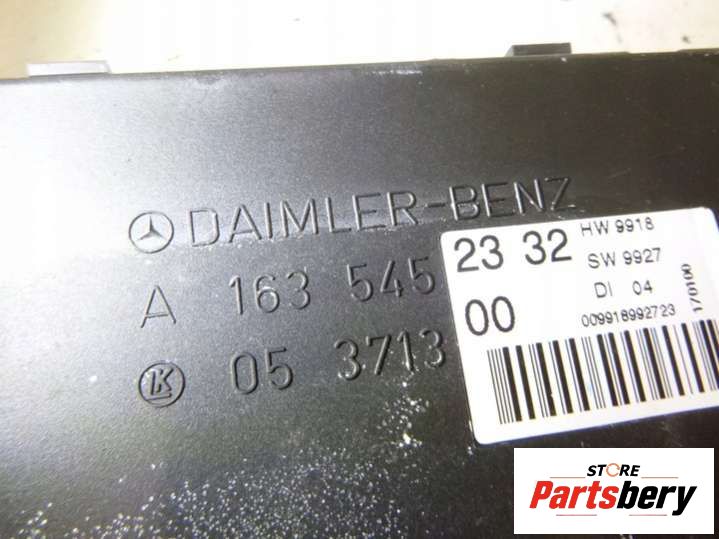 DAIMLER-BENZ
A 163 545
LK 05 3713
23 32
00
HW 9918
SW 9927
DI 04
009918992723
170100
STORE
Partsbery